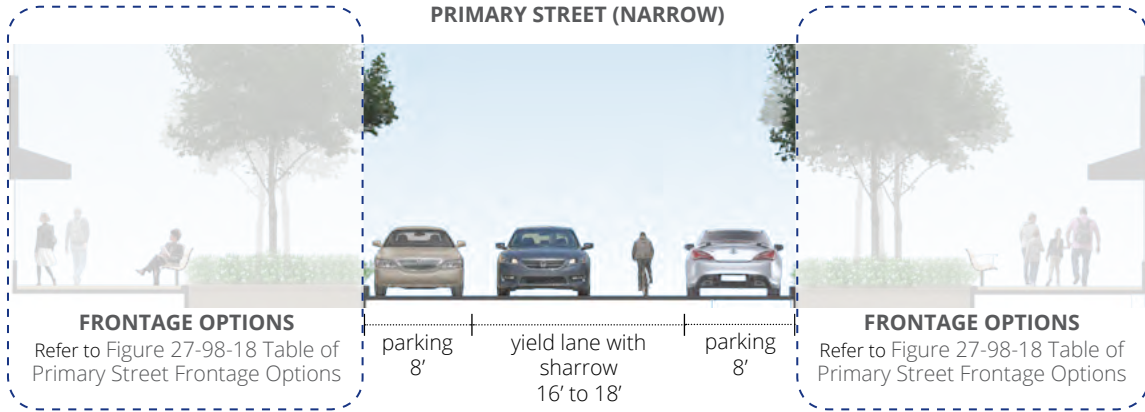 PRIMARY STREET (NARROW)
FRONTAGE OPTIONS
Refer to Figure 27-98-18 Table of
Primary Street Frontage Options
parking
8’
yield lane with
sharrow
16’ to 18’
parking
8’
FRONTAGE OPTIONS
Refer to Figure 27-98-18 Table of
Primary Street Frontage Options